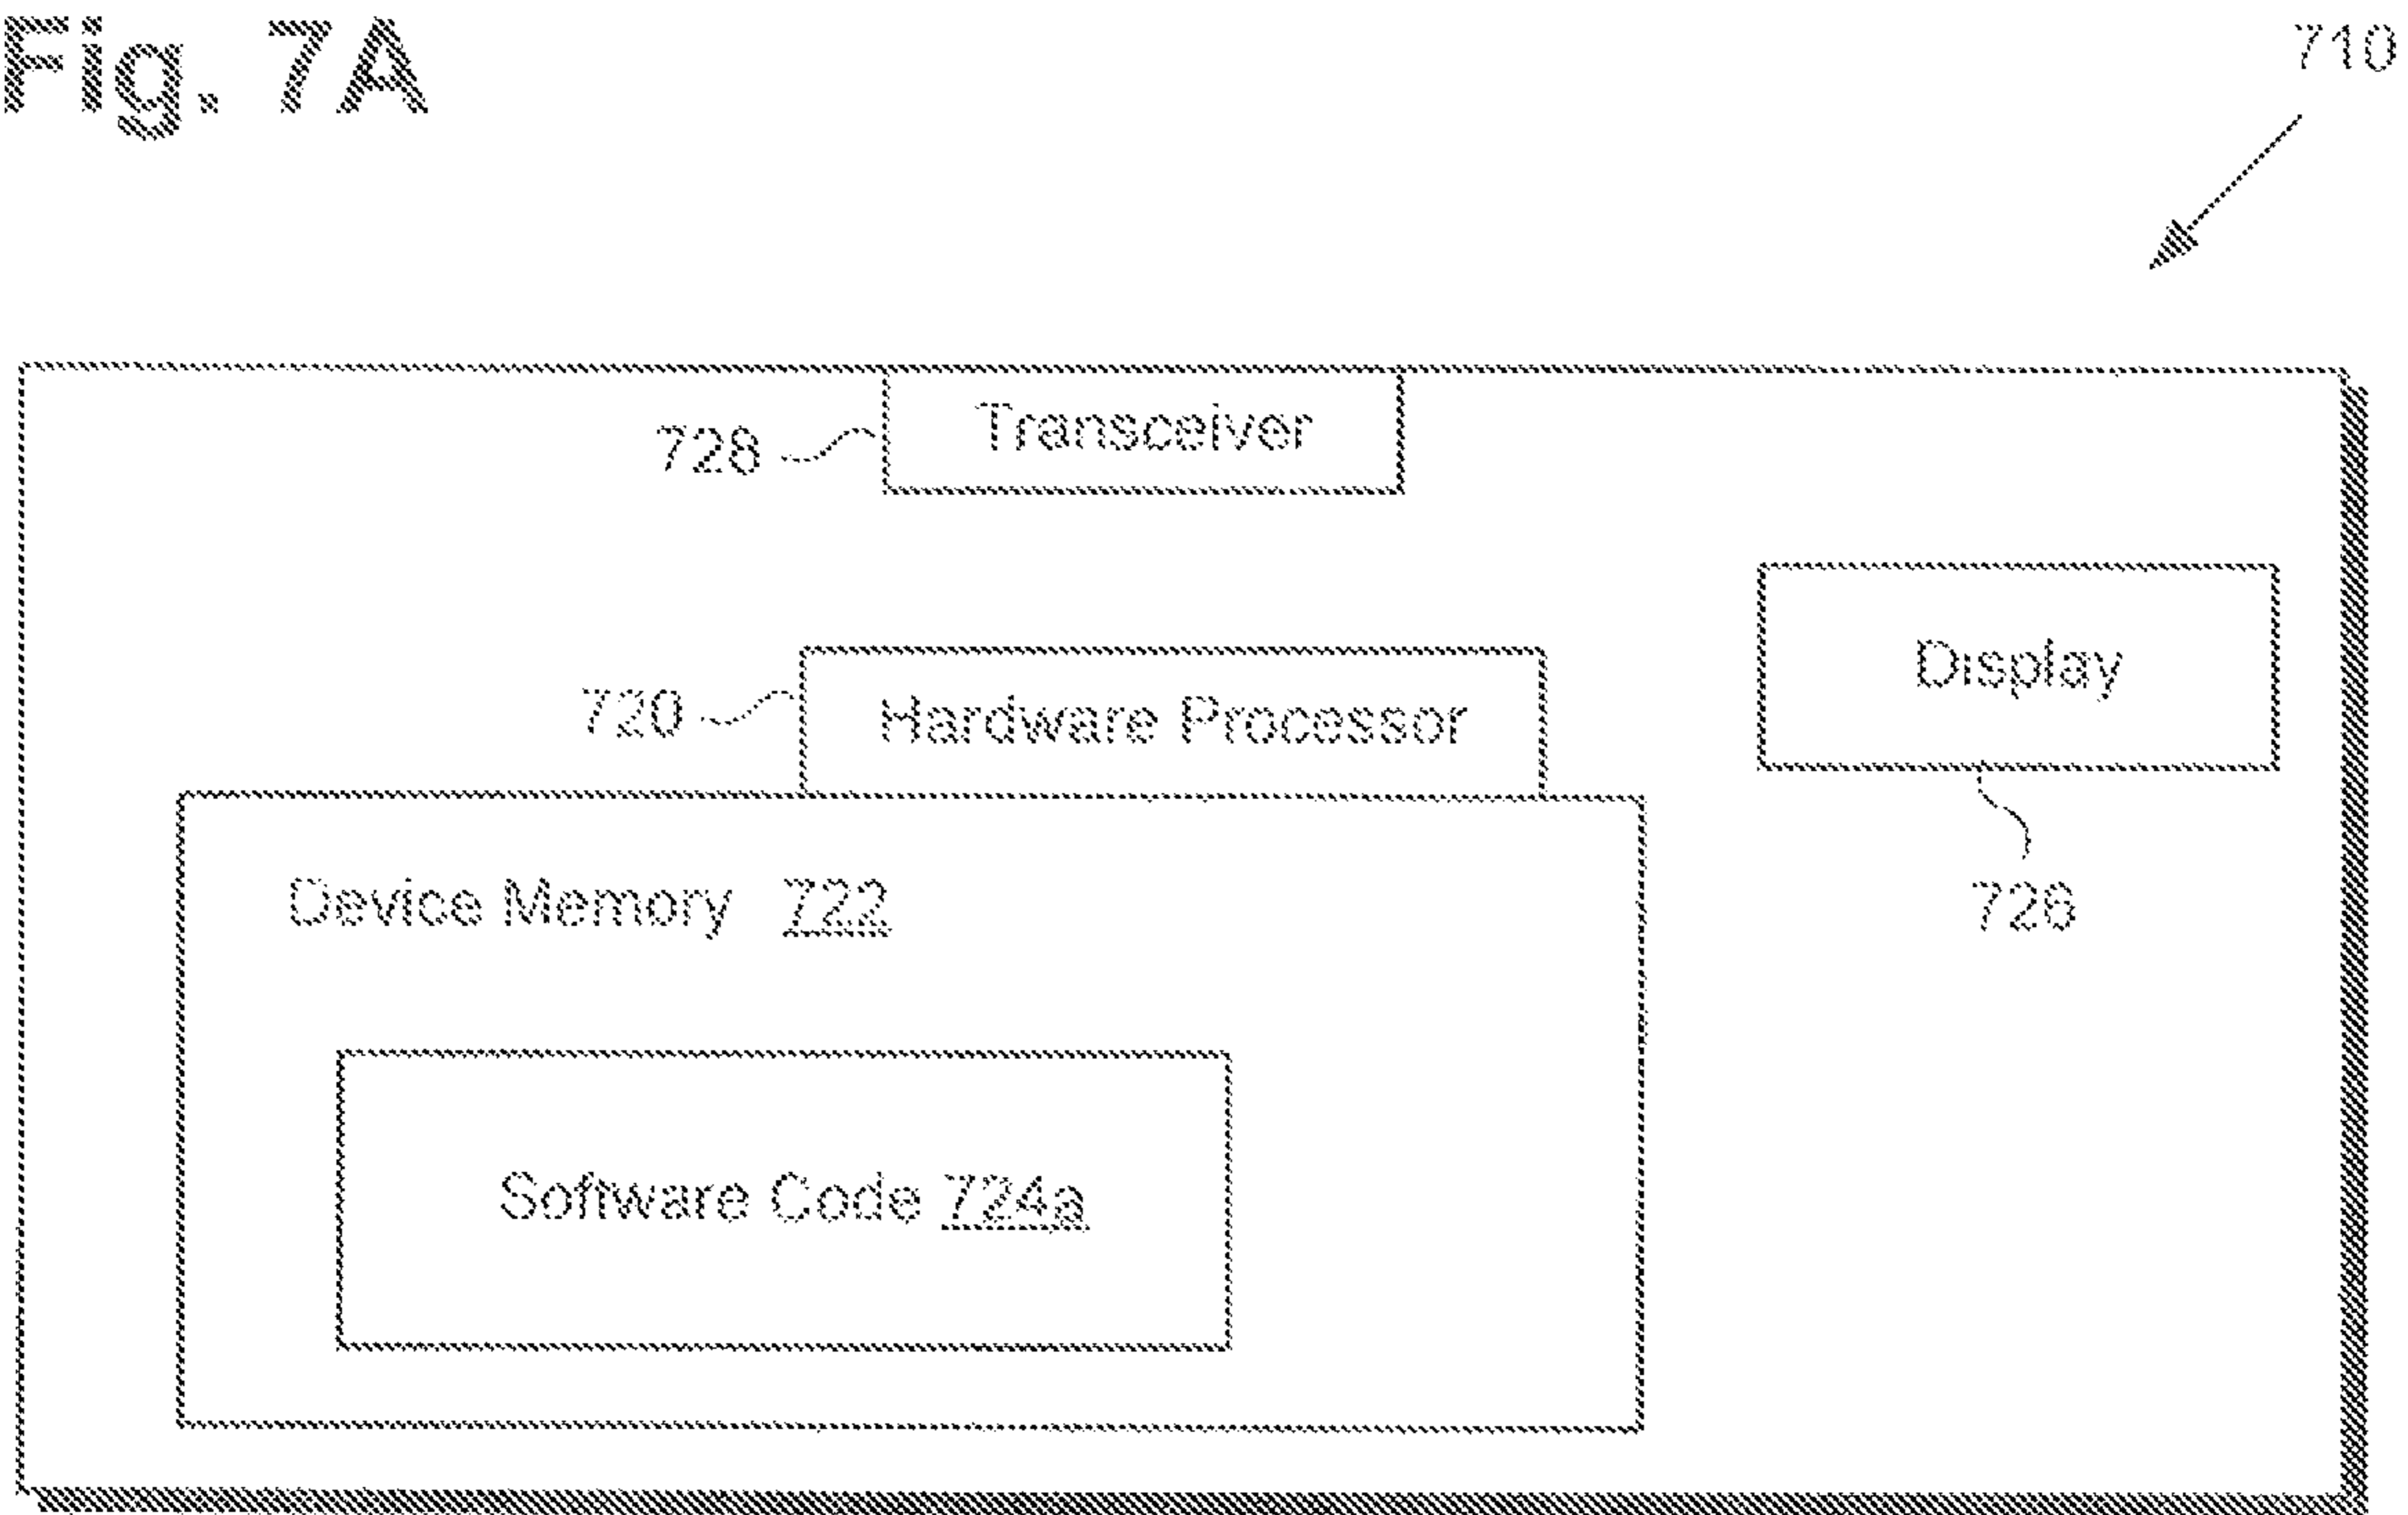 Fig. 7A
710
Transceiver
728
Display
Hardware Processor
720
Device Memory 722
726
Software Code 724a